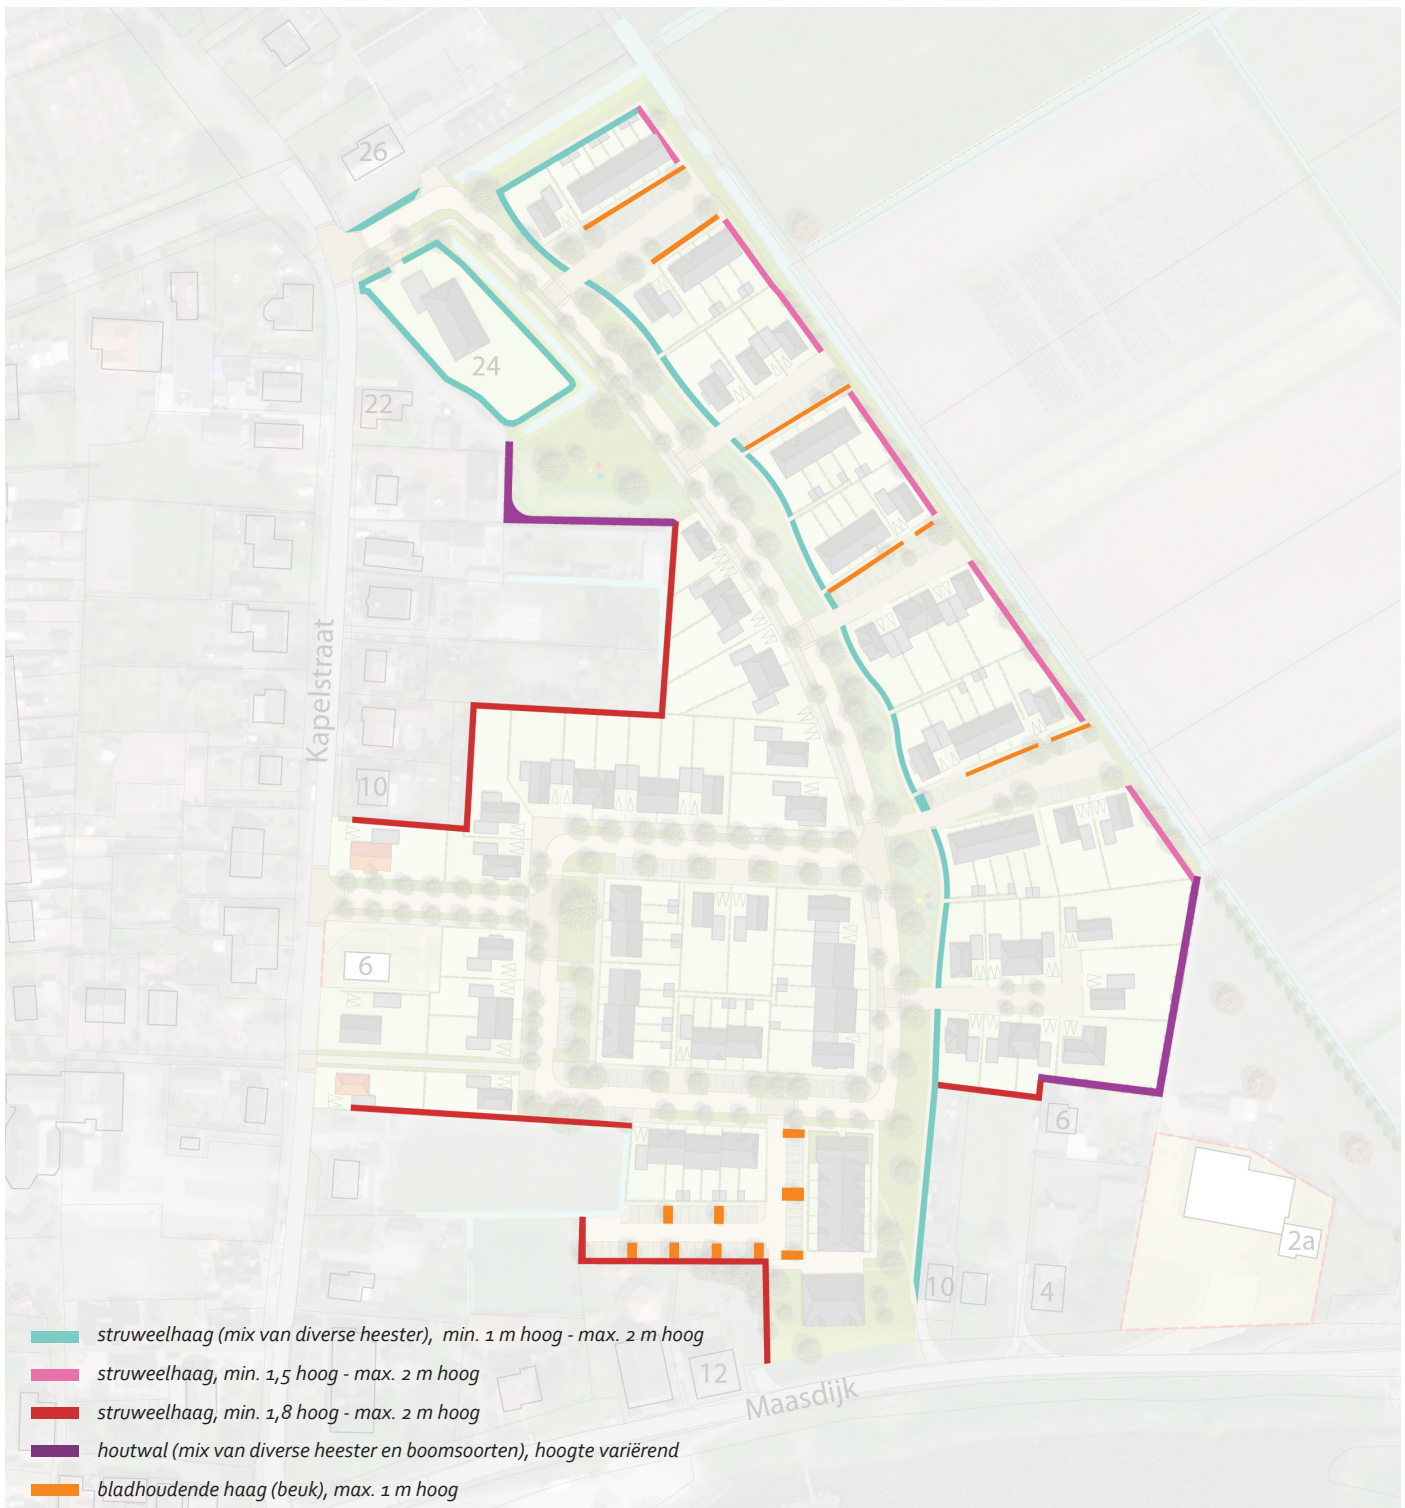 26
24
22
Kapelstraat
10
6
6
2a
10
4
12
Maasdijk
struweelhaag (mix van diverse heester),  min. 1 m hoog - max. 2 m hoog
struweelhaag, min. 1,5 hoog - max. 2 m hoog
struweelhaag, min. 1,8 hoog - max. 2 m hoog
houtwal (mix van diverse heester en boomsoorten), hoogte variërend
bladhoudende haag (beuk), max. 1 m hoog